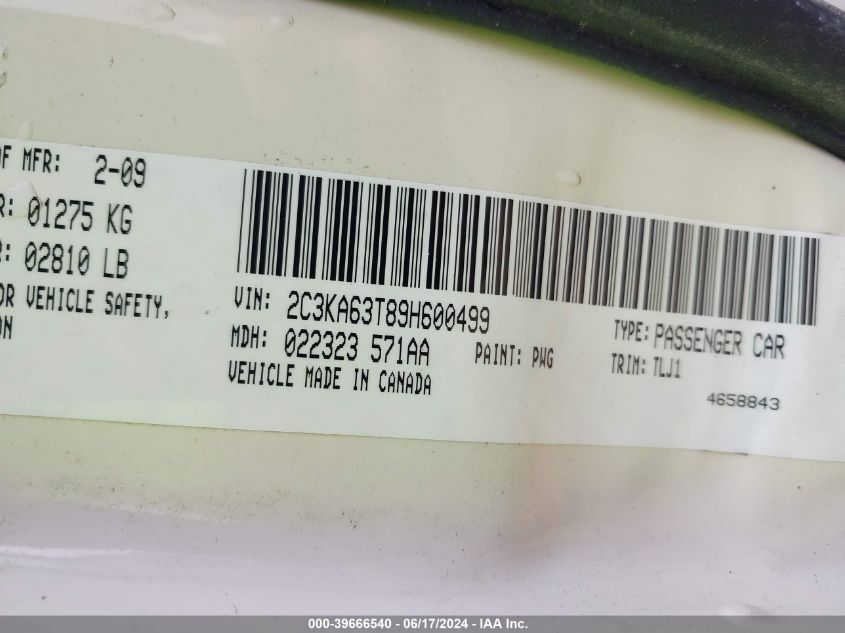 OF MFR: 2-09
R: 01275 KG
R: 02810 LB
OR VEHICLE SAFETY,
ON
VIN: 2C3KA63T89H600499
MDH: 022323 571AA PAINT: PWG
VEHICLE MADE IN CANADA
TYPE: PASSENGER CAR
TRIM: TLJ1
4658843
000-39666540 - 06/17/2024 - IAA Inc.